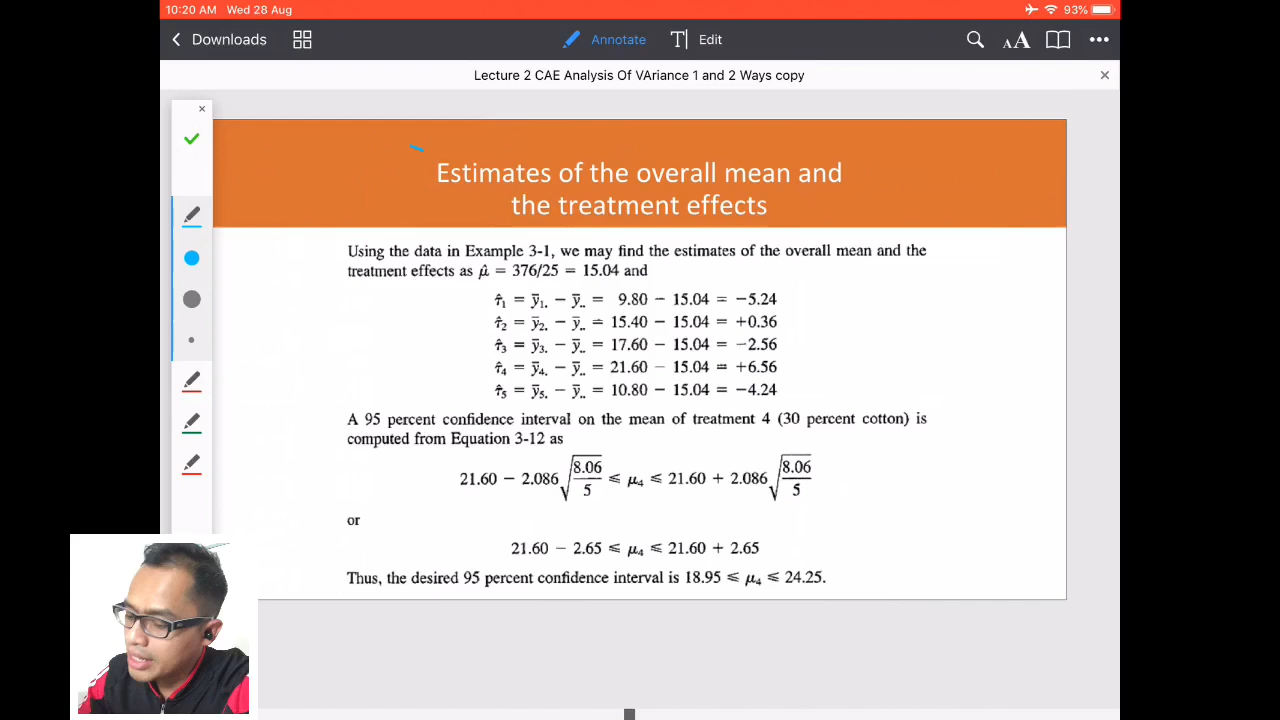 10:20 AM Wed 28 Aug
93%
Downloads
Annotate
T Edit
AA
Lecture 2 CAE Analysis Of VAriance 1 and 2 Ways copy
Estimates of the overall mean and
the treatment effects
Using the data in Example 3-1, we may find the estimates of the overall mean and the
treatment effects as μ̂ = 376/25 = 15.04 and
τ̂₁ = ȳ₁. − ȳ.. = 9.80 − 15.04 = −5.24
τ̂₂ = ȳ₂. − ȳ.. = 15.40 − 15.04 = +0.36
τ̂₃ = ȳ₃. − ȳ.. = 17.60 − 15.04 = −2.56
τ̂₄ = ȳ₄. − ȳ.. = 21.60 − 15.04 = +6.56
τ̂₅ = ȳ₅. − ȳ.. = 10.80 − 15.04 = −4.24
A 95 percent confidence interval on the mean of treatment 4 (30 percent cotton) is
computed from Equation 3-12 as
21.60 − 2.086√(8.06/5) ⩽ μ₄ ⩽ 21.60 + 2.086√(8.06/5)
or
21.60 − 2.65 ⩽ μ₄ ⩽ 21.60 + 2.65
Thus, the desired 95 percent confidence interval is 18.95 ⩽ μ₄ ⩽ 24.25.